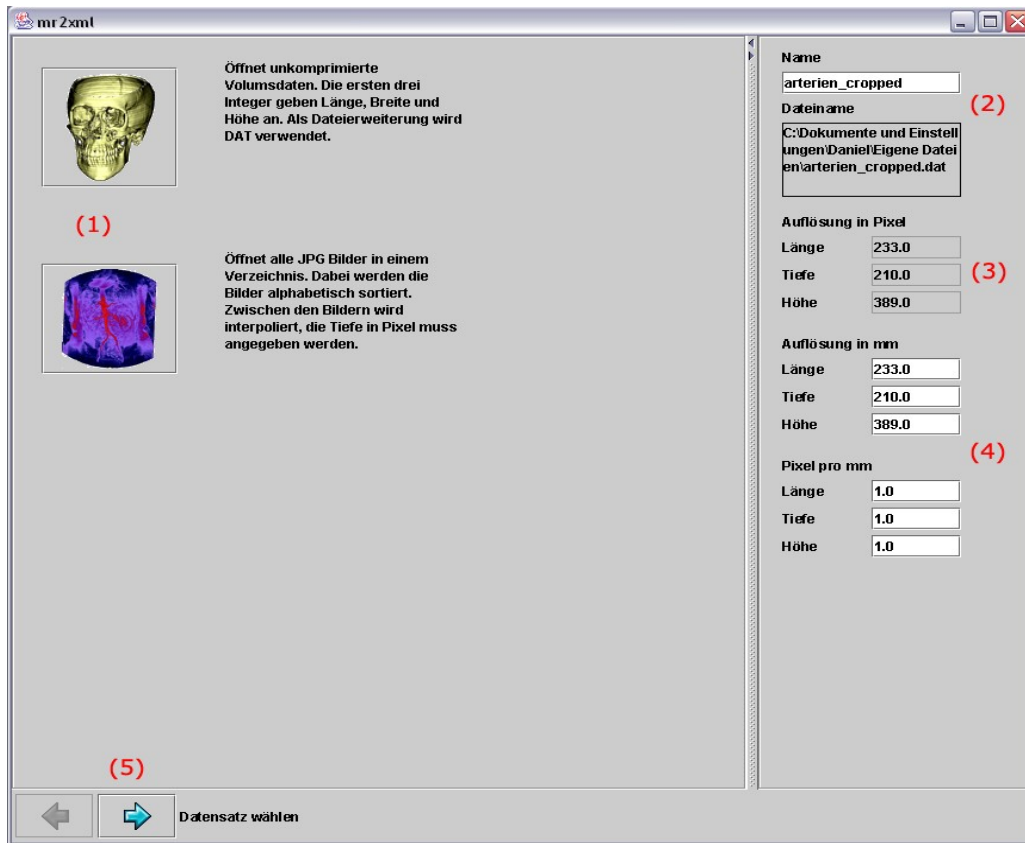 mr2xml
Öffnet unkomprimierte
Volumsdaten. Die ersten drei
Integer geben Länge, Breite und
Höhe an. Als Dateierweiterung wird
DAT verwendet.
(1)
Öffnet alle JPG Bilder in einem
Verzeichnis. Dabei werden die
Bilder alphabetisch sortiert.
Zwischen den Bildern wird
interpoliert, die Tiefe in Pixel muss
angegeben werden.
Name
arterien_cropped
(2)
Dateiname
C:\Dokumente und Einstell
ungen\Daniel\Eigene Datei
en\arterien_cropped.dat
Auflösung in Pixel
Länge 233.0
Tiefe 210.0
(3)
Höhe 389.0
Auflösung in mm
Länge 233.0
Tiefe 210.0
Höhe 389.0
(4)
Pixel pro mm
Länge 1.0
Tiefe 1.0
Höhe 1.0
(5)
Datensatz wählen